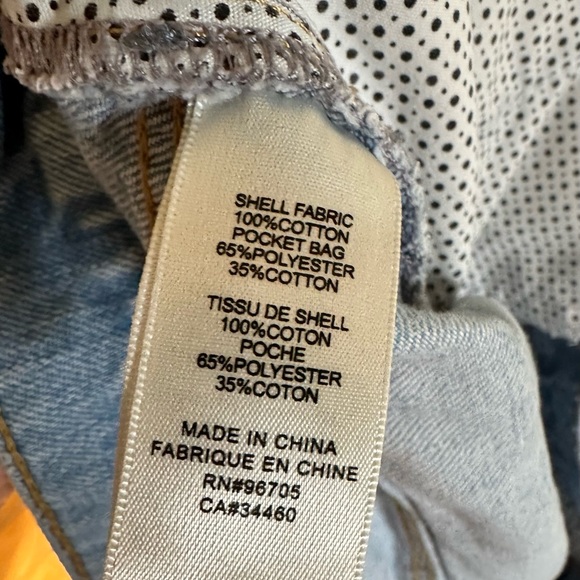 SHELL FABRIC
100%COTTON
POCKET BAG
65%POLYESTER
35%COTTON
TISSU DE SHELL
100%COTON
POCHE
65%POLYESTER
35%COTON
MADE IN CHINA
FABRIQUE EN CHINE
RN#96705
CA#34460